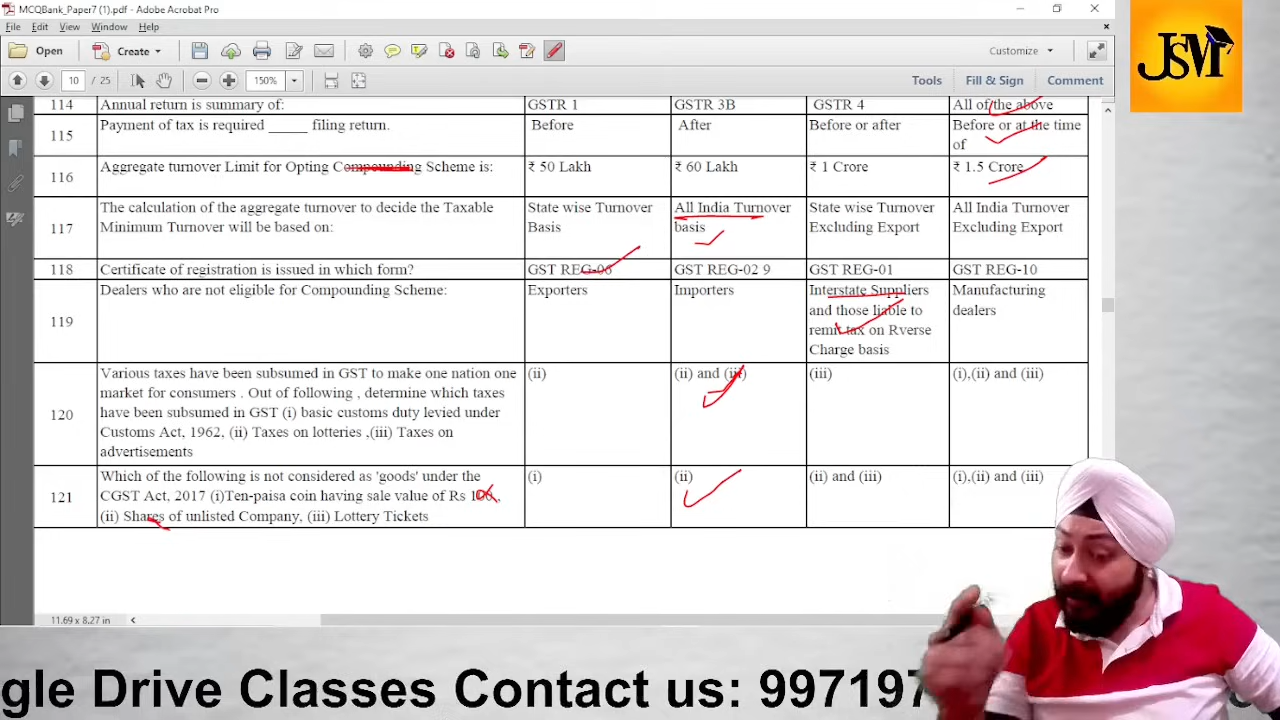 MCQBank_Paper7 (1).pdf - Adobe Acrobat Pro
File Edit View Window Help
Open Create Customize
10 / 25 150% Tools Fill & Sign Comment
114 Annual return is summary of: GSTR 1 GSTR 3B GSTR 4 All of the above
115 Payment of tax is required _____ filing return. Before After Before or after Before or at the time
of
116 Aggregate turnover Limit for Opting Compounding Scheme is: ₹ 50 Lakh ₹ 60 Lakh ₹ 1 Crore ₹ 1.5 Crore
117 The calculation of the aggregate turnover to decide the Taxable State wise Turnover All India Turnover State wise Turnover All India Turnover
Minimum Turnover will be based on: Basis basis Excluding Export Excluding Export
118 Certificate of registration is issued in which form? GST REG-06 GST REG-02 9 GST REG-01 GST REG-10
119 Dealers who are not eligible for Compounding Scheme: Exporters Importers Interstate Suppliers Manufacturing
and those liable to dealers
remit tax on Rverse
Charge basis
120 Various taxes have been subsumed in GST to make one nation one (ii) (ii) and (iii) (iii) (i),(ii) and (iii)
market for consumers . Out of following , determine which taxes
have been subsumed in GST (i) basic customs duty levied under
Customs Act, 1962, (ii) Taxes on lotteries ,(iii) Taxes on
advertisements
121 Which of the following is not considered as 'goods' under the (i) (ii) (ii) and (iii) (i),(ii) and (iii)
CGST Act, 2017 (i)Ten-paisa coin having sale value of Rs
(ii) Shares of unlisted Company, (iii) Lottery Tickets
11.69 x 8.27 in
JSM
gle Drive Classes Contact us: 997197